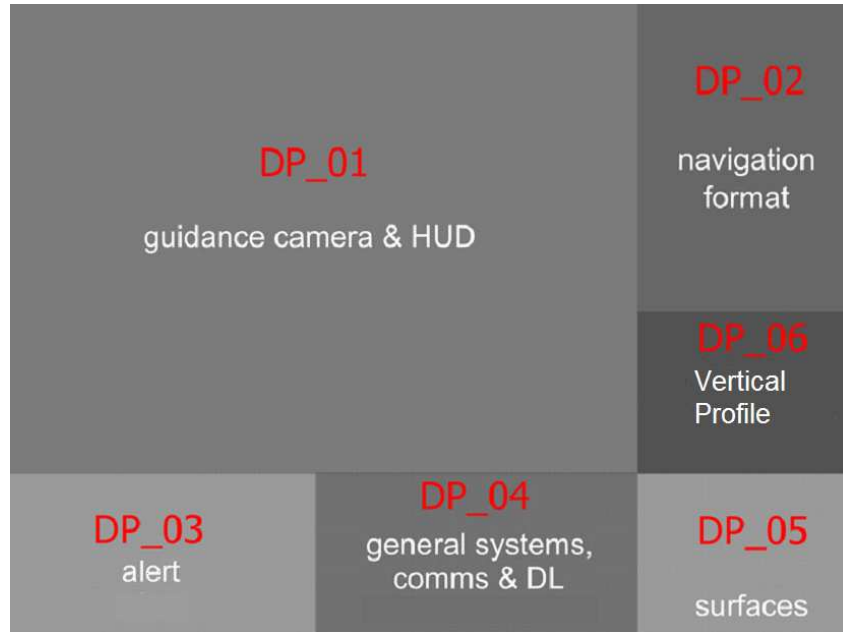 DP_01
guidance camera & HUD
DP_02
navigation
format
DP_06
Vertical
Profile
DP_03
alert
DP_04
general systems,
comms & DL
DP_05
surfaces